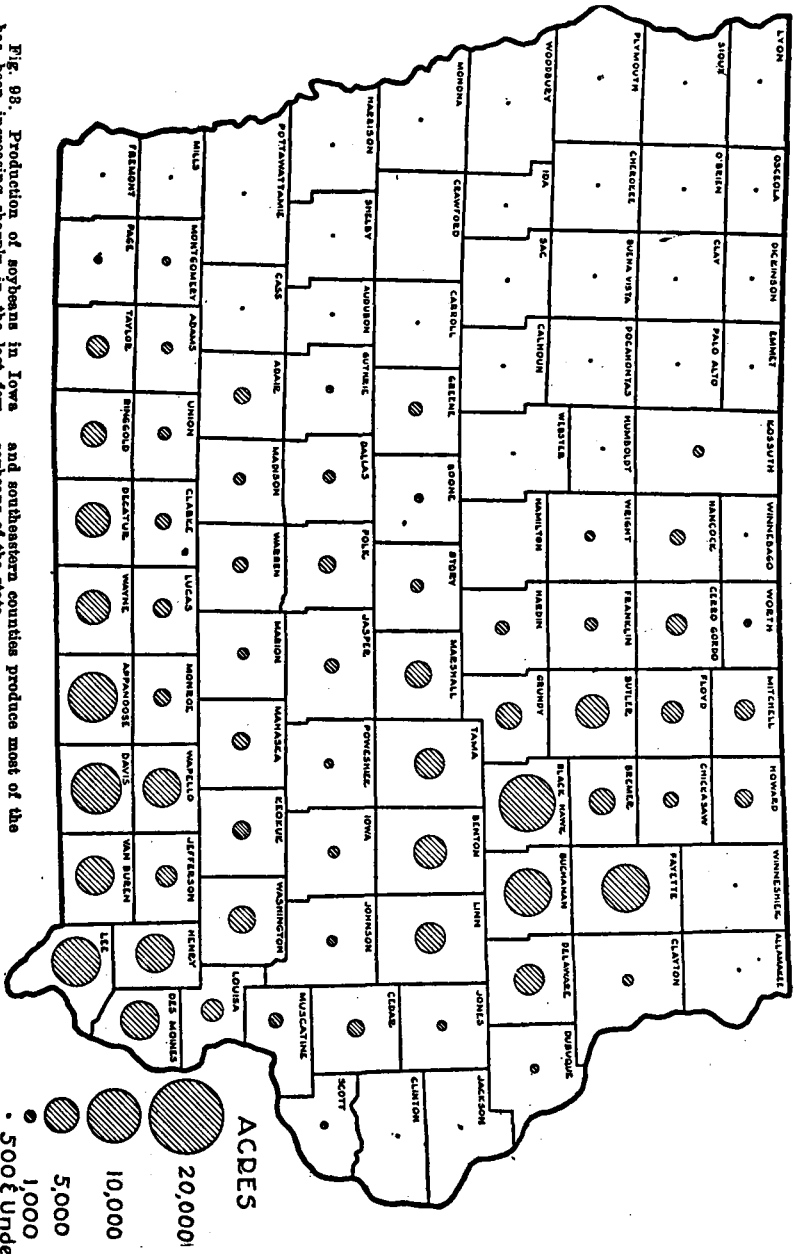 LYON
OSCEOLA
DICKINSON
EMMET
KOSSUTH
WINNEBAGO
WORTH
MITCHELL
HOWARD
WINNESHIEK
ALLAMAKEE
SIOUX
O'BRIEN
CLAY
PALO ALTO
HANCOCK
CERRO GORDO
FLOYD
CHICKASAW
PLYMOUTH
CHEROKEE
BUENA VISTA
POCAHONTAS
HUMBOLDT
WRIGHT
FRANKLIN
BUTLER
BREMER
FAYETTE
CLAYTON
WOODBURY
IDA
SAC
CALHOUN
WEBSTER
HAMILTON
HARDIN
GRUNDY
BLACK HAWK
BUCHANAN
DELAWARE
DUBUQUE
MONONA
CRAWFORD
CARROLL
GREENE
BOONE
STORY
MARSHALL
TAMA
BENTON
LINN
JONES
JACKSON
HARRISON
SHELBY
AUDUBON
GUTHRIE
DALLAS
POLK
JASPER
POWESHIEK
IOWA
JOHNSON
CEDAR
CLINTON
MUSCATINE
SCOTT
POTTAWATTAMIE
CASS
ADAIR
MADISON
WARREN
MARION
MAHASKA
KEOKUK
WASHINGTON
LOUISA
MILLS
MONTGOMERY
ADAMS
UNION
CLARKE
LUCAS
MONROE
WAPELLO
JEFFERSON
HENRY
DES MOINES
FREMONT
PAGE
TAYLOR
RINGGOLD
DECATUR
WAYNE
APPANOOSE
DAVIS
VAN BUREN
LEE
ACRES
20,000
10,000
5,000
1,000
500 & Unde
Fig. 98. Production of soybeans in Iowa
and southeastern counties produce most of the